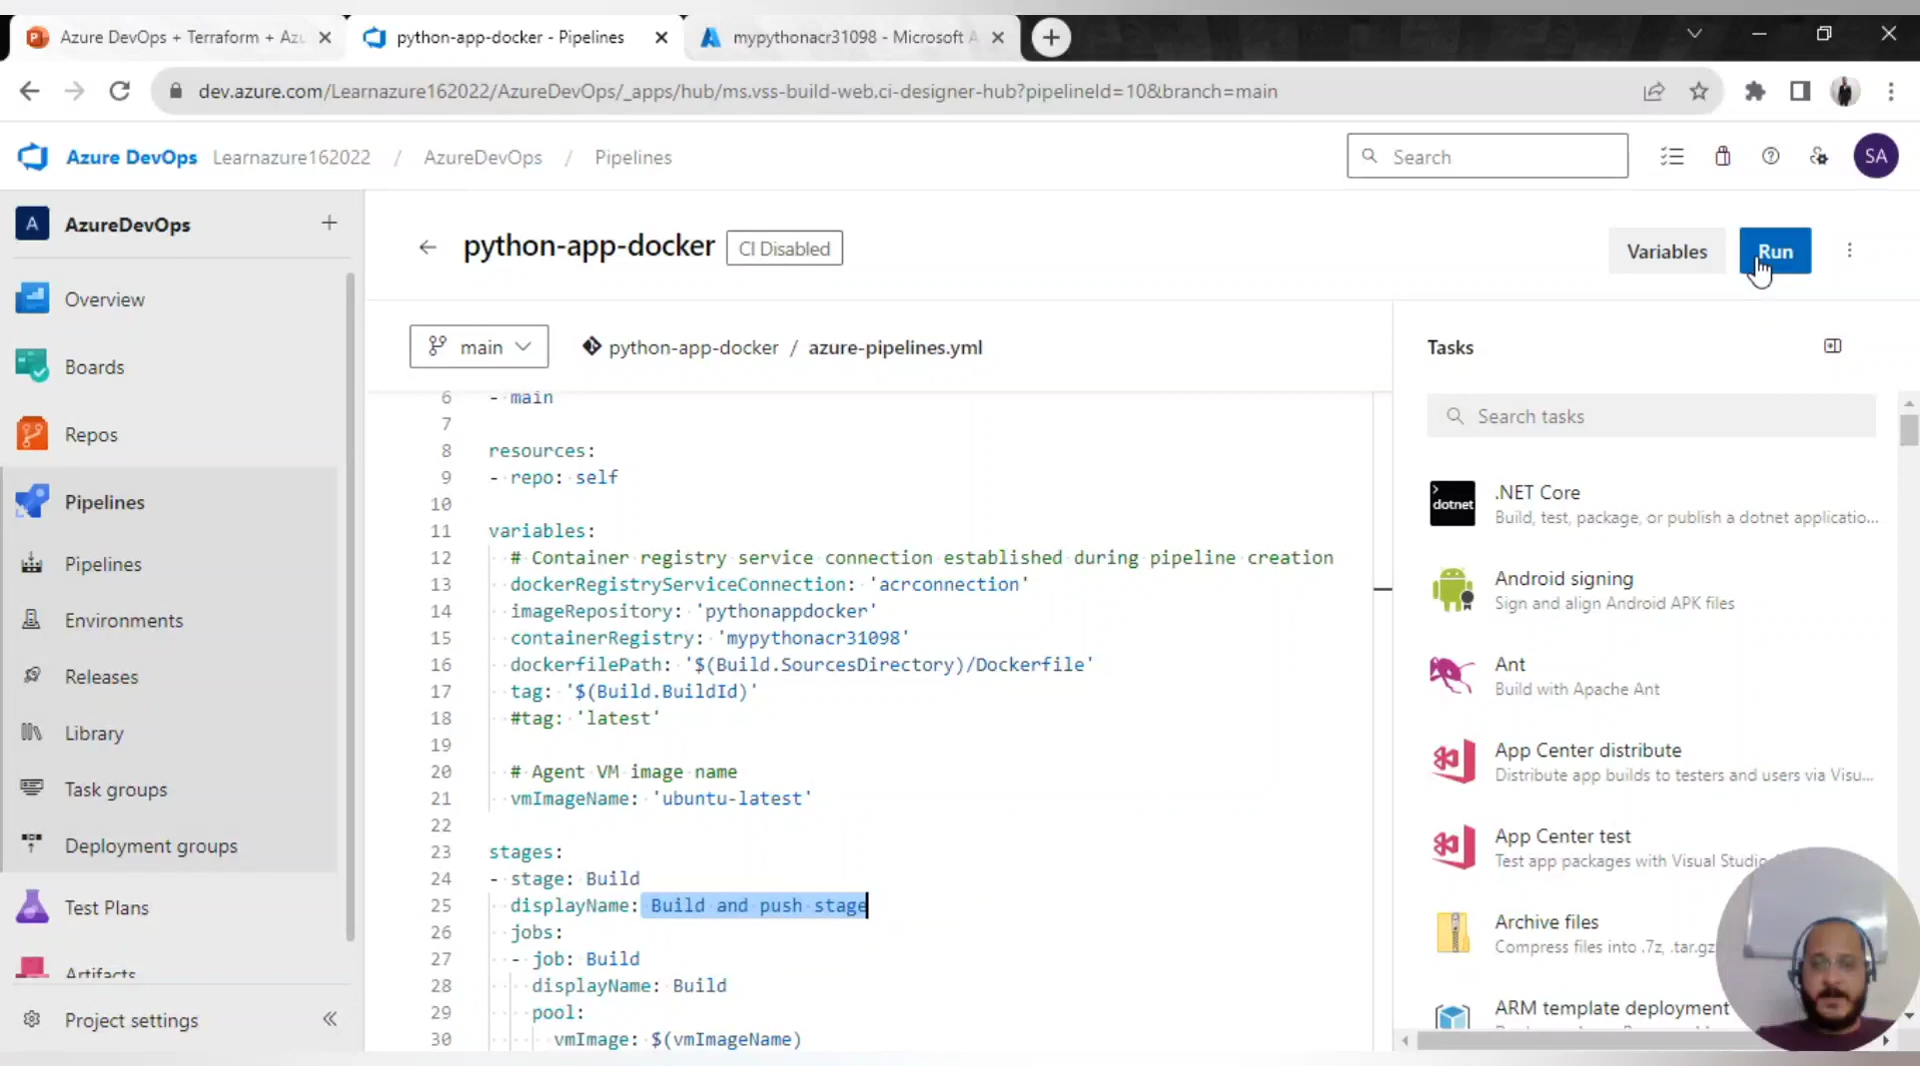 Azure DevOps + Terraform + Azu
python-app-docker - Pipelines
mypythonacr31098 - Microsoft A
dev.azure.com/Learnazure162022/AzureDevOps/_apps/hub/ms.vss-build-web.ci-designer-hub?pipelineId=10&branch=main
Azure DevOps Learnazure162022 / AzureDevOps / Pipelines
Search
SA
A AzureDevOps
Overview
Boards
Repos
Pipelines
Pipelines
Environments
Releases
Library
Task groups
Deployment groups
Test Plans
Artifacts
Project settings
python-app-docker CI Disabled
Variables Run
main python-app-docker / azure-pipelines.yml
6 - main
7
8 resources:
9 - repo: self
10
11 variables:
12 # Container registry service connection established during pipeline creation
13 dockerRegistryServiceConnection: 'acrconnection'
14 imageRepository: 'pythonappdocker'
15 containerRegistry: 'mypythonacr31098'
16 dockerfilePath: '$(Build.SourcesDirectory)/Dockerfile'
17 tag: '$(Build.BuildId)'
18 #tag: 'latest'
19
20 # Agent VM image name
21 vmImageName: 'ubuntu-latest'
22
23 stages:
24 - stage: Build
25 displayName: Build and push stage
26 jobs:
27 - job: Build
28 displayName: Build
29 pool:
30 vmImage: $(vmImageName)
Tasks
Search tasks
dotnet
.NET Core
Build, test, package, or publish a dotnet applicatio...
Android signing
Sign and align Android APK files
Ant
Build with Apache Ant
App Center distribute
Distribute app builds to testers and users via Visu...
App Center test
Test app packages with Visual Studio
Archive files
Compress files into .7z, .tar.gz
ARM template deployment